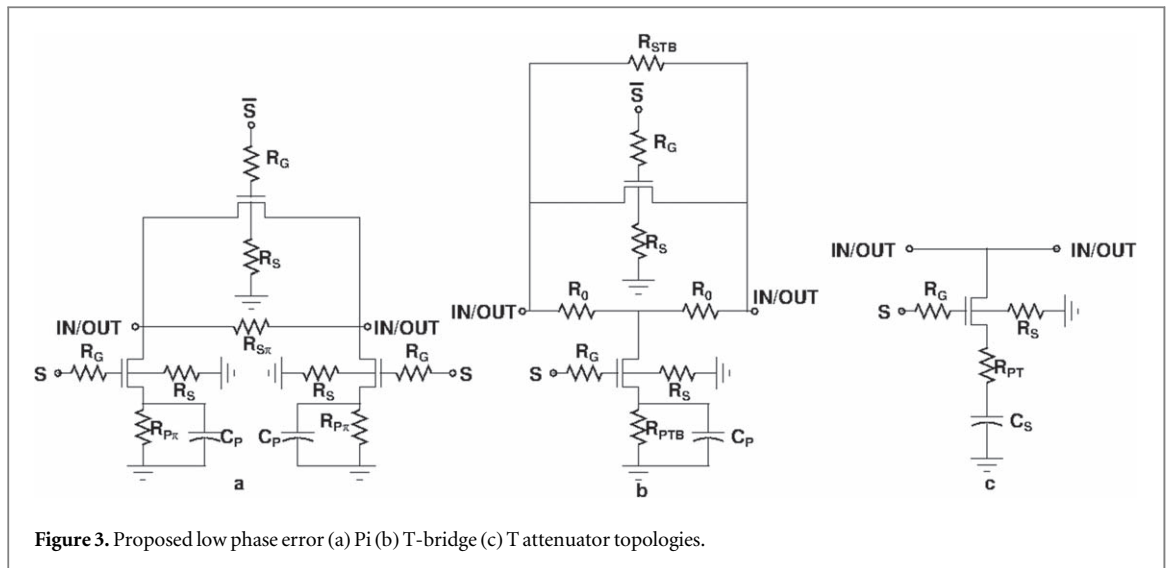 R_STB
S̅
S̅
R_G
R_G
R_S
R_S
IN/OUT
IN/OUT
R_0
R_0
IN/OUT
IN/OUT
IN/OUT
IN/OUT
R_Sπ
R_G
R_G
R_G
R_G
S
S
S
S
R_S
R_S
R_S
R_S
R_Pπ
C_P
C_P
R_Pπ
R_PTB
C_P
R_PT
C_S
a
b
c
Figure 3. Proposed low phase error (a) Pi (b) T-bridge (c) T attenuator topologies.